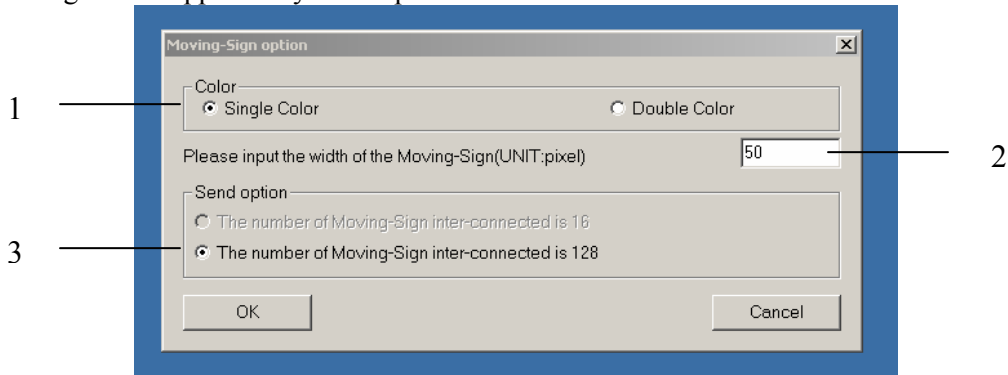 Moving-Sign option
Color
1
Single Color
Double Color
Please input the width of the Moving-Sign(UNIT:pixel)
50
2
Send option
The number of Moving-Sign inter-connected is 16
3
The number of Moving-Sign inter-connected is 128
OK
Cancel